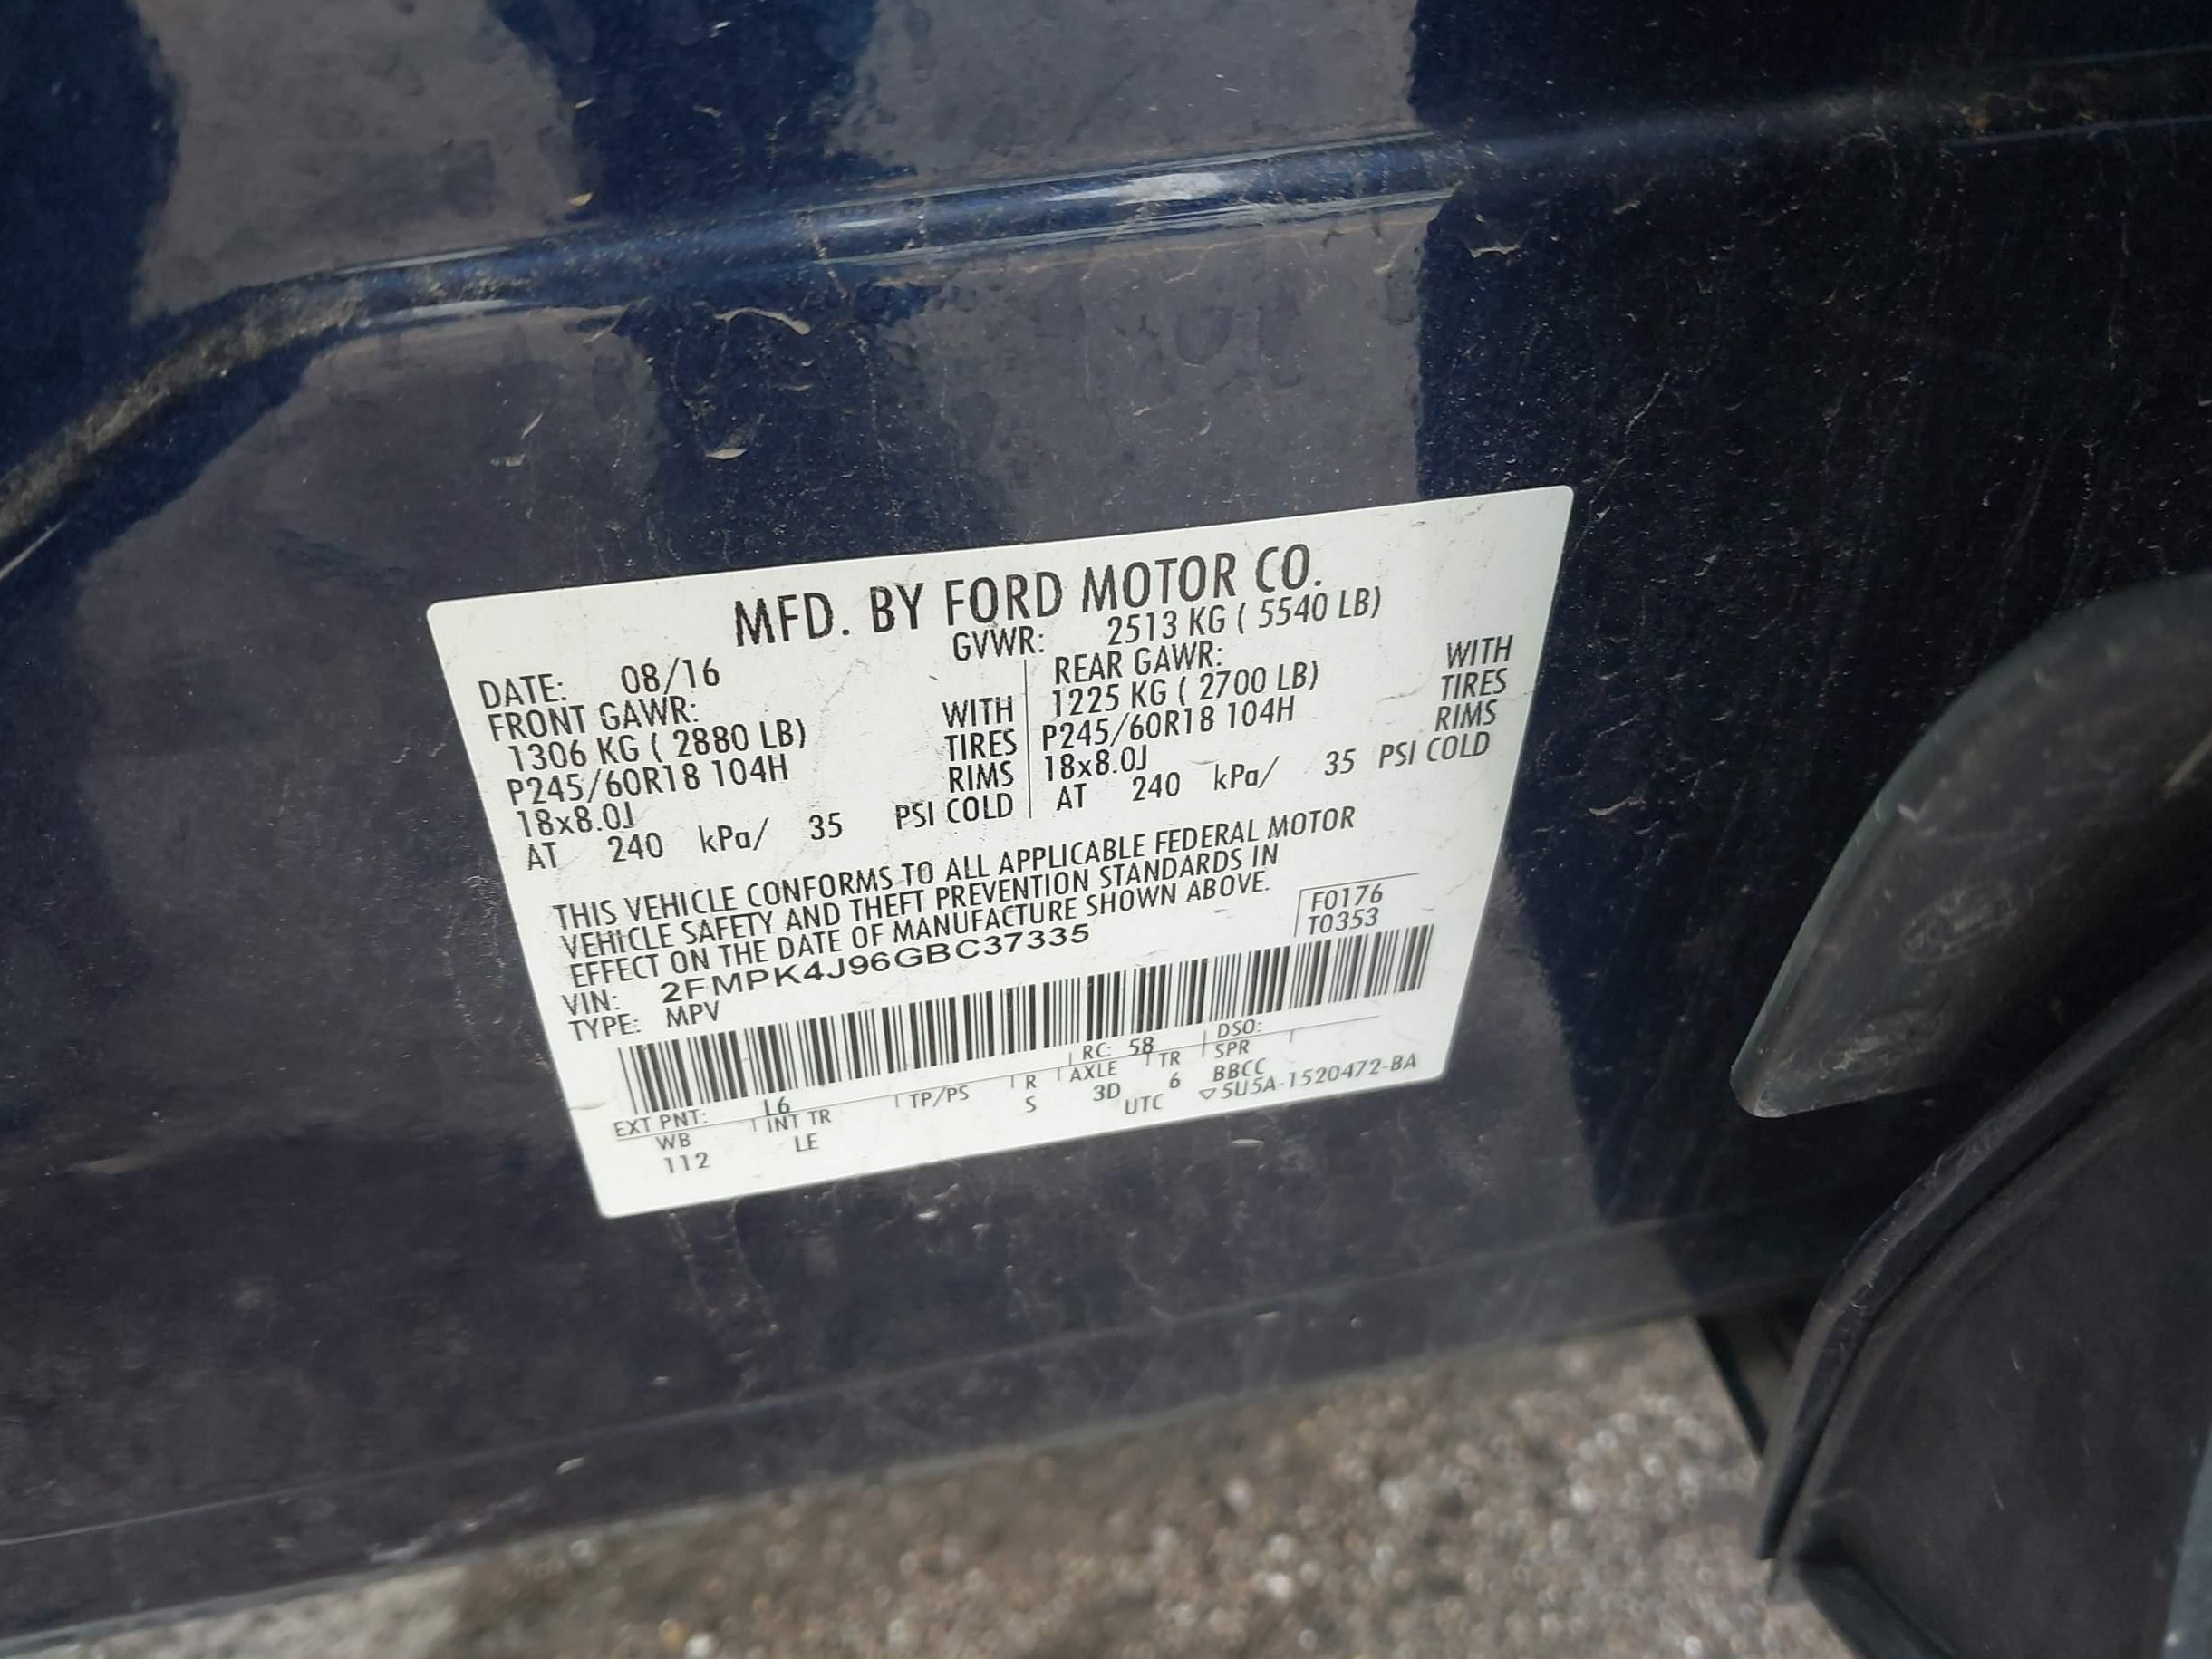 MFD. BY FORD MOTOR CO.
DATE: 08/16 GVWR: 2513 KG ( 5540 LB)
FRONT GAWR: REAR GAWR:
1306 KG ( 2880 LB) WITH 1225 KG ( 2700 LB) WITH
P245/60R18 104H TIRES P245/60R18 104H TIRES
18x8.0J RIMS 18x8.0J RIMS
AT 240 kPa/ 35 PSI COLD AT 240 kPa/ 35 PSI COLD
THIS VEHICLE CONFORMS TO ALL APPLICABLE FEDERAL MOTOR
VEHICLE SAFETY AND THEFT PREVENTION STANDARDS IN
EFFECT ON THE DATE OF MANUFACTURE SHOWN ABOVE.
F0176
T0353
VIN: 2FMPK4J96GBC37335
TYPE: MPV
EXT PNT: L6 RC: 58 DSO:
WB INT TR TP/PS R AXLE TR SPR
112 LE S 3D 6 BBCC
UTC ▽5U5A-1520472-BA